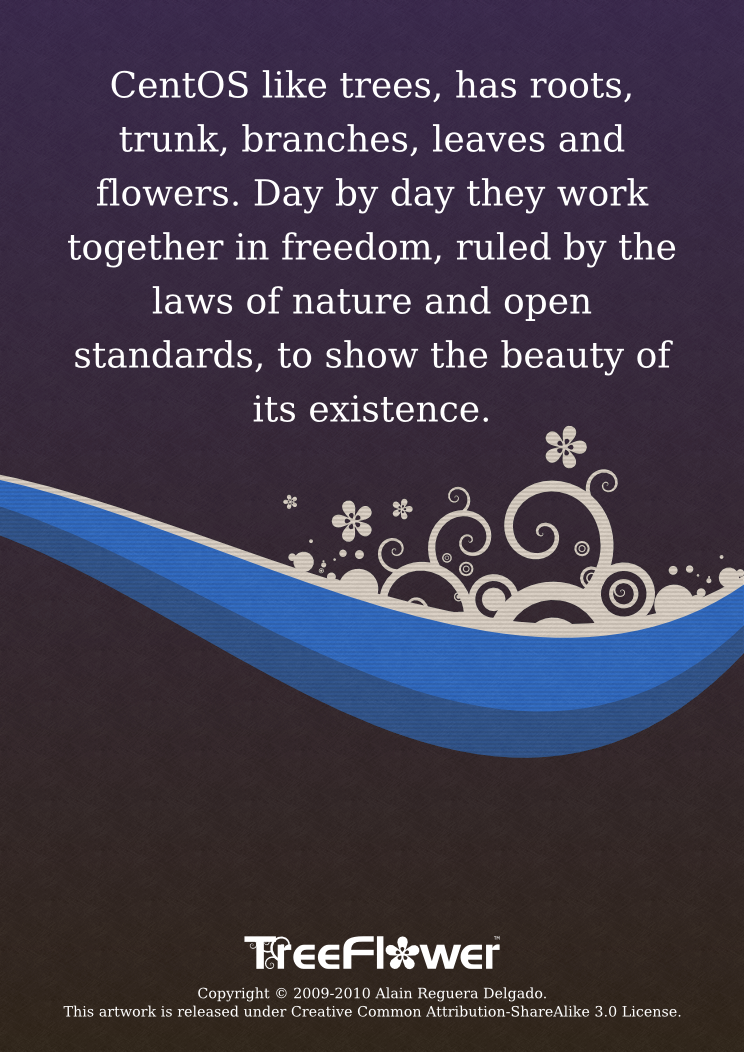 CentOS like trees, has roots,
trunk, branches, leaves and
flowers. Day by day they work
together in freedom, ruled by the
laws of nature and open
standards, to show the beauty of
its existence.
TreeFlower™
Copyright © 2009-2010 Alain Reguera Delgado.
This artwork is released under Creative Common Attribution-ShareAlike 3.0 License.